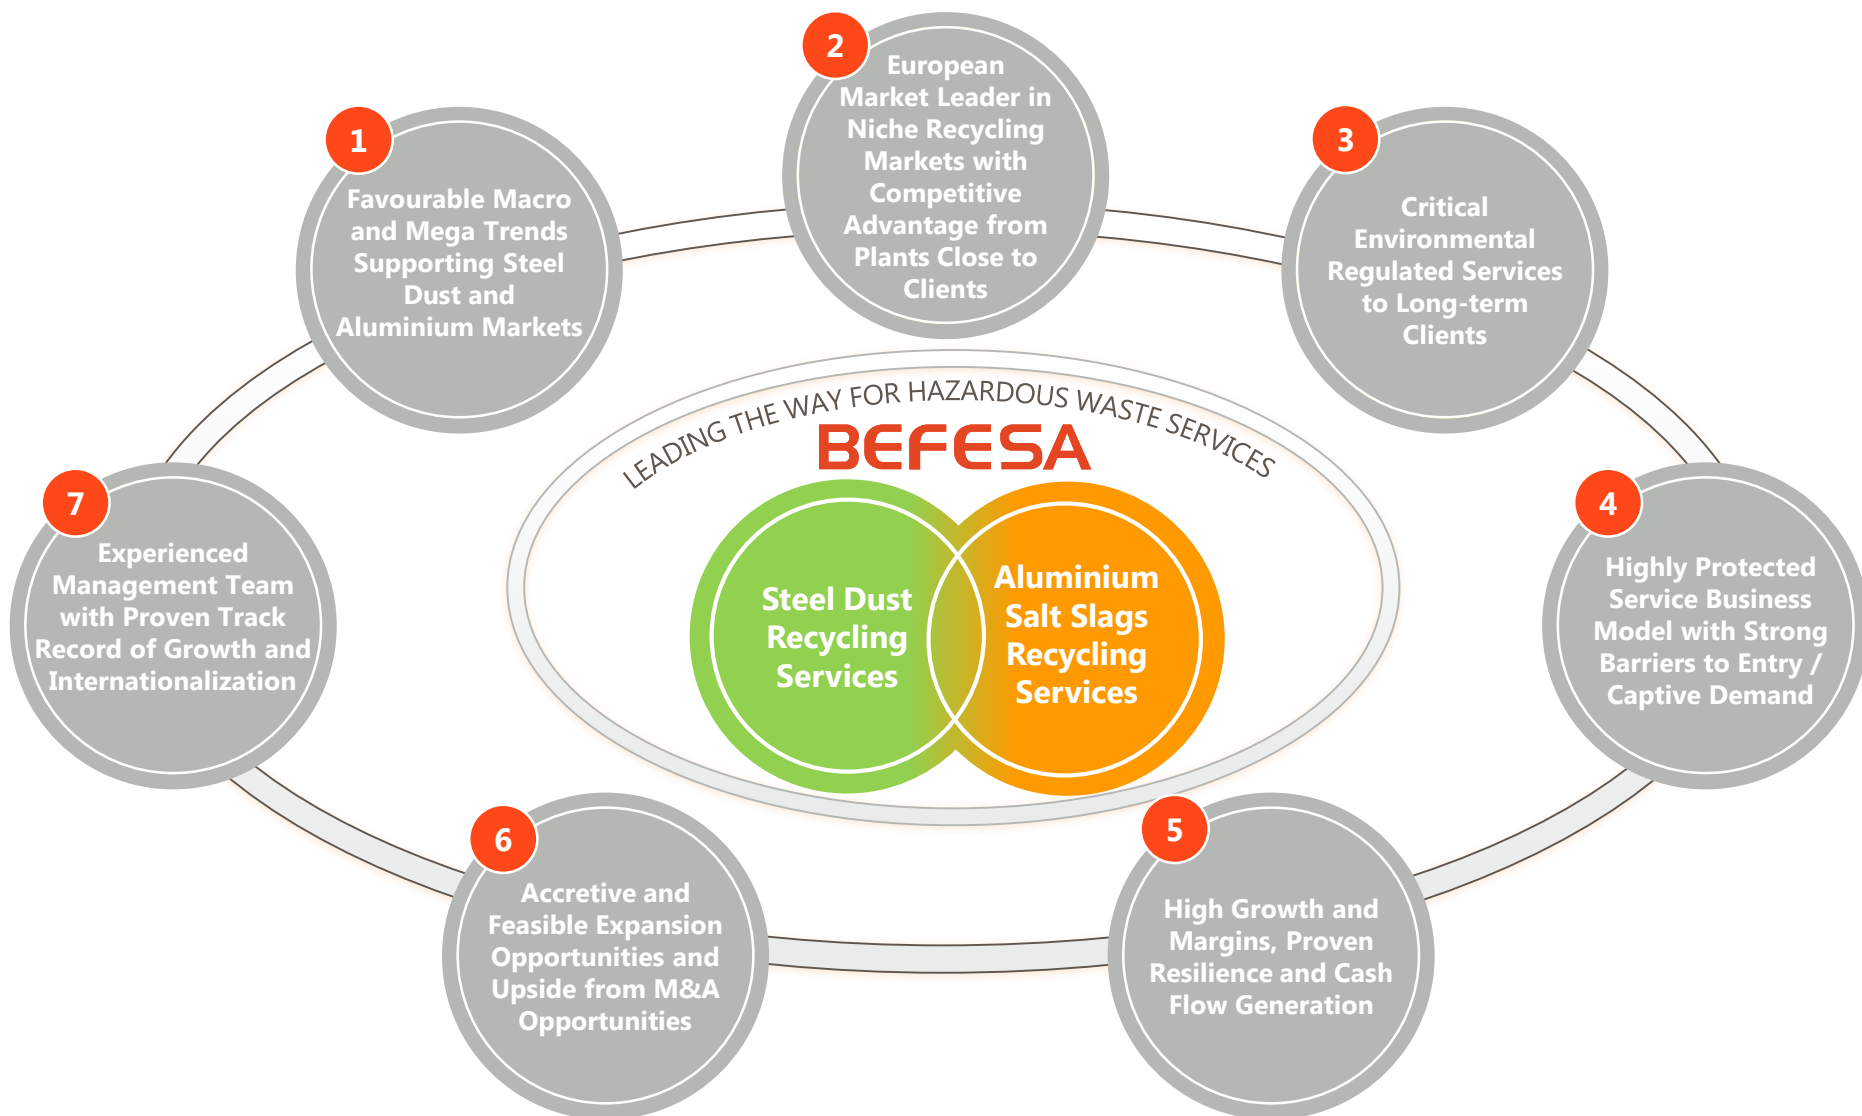 1
Favourable Macro
and Mega Trends
Supporting Steel
Dust and
Aluminium Markets
2
European
Market Leader in
Niche Recycling
Markets with
Competitive
Advantage from
Plants Close to
Clients
3
Critical
Environmental
Regulated Services
to Long-term
Clients
4
Highly Protected
Service Business
Model with Strong
Barriers to Entry /
Captive Demand
5
High Growth and
Margins, Proven
Resilience and Cash
Flow Generation
6
Accretive and
Feasible Expansion
Opportunities and
Upside from M&A
Opportunities
7
Experienced
Management Team
with Proven Track
Record of Growth and
Internationalization
LEADING THE WAY FOR HAZARDOUS WASTE SERVICES
BEFESA
Steel Dust
Recycling
Services
Aluminium
Salt Slags
Recycling
Services